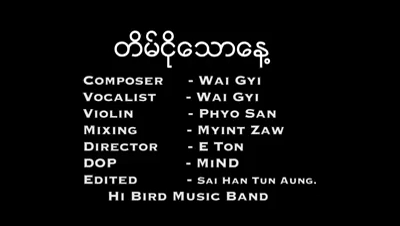 တိမ်ငိုသောနေ့
COMPOSER - WAI GYI
VOCALIST - WAI GYI
VIOLIN - PHYO SAN
MIXING - MYINT ZAW
DIRECTOR - E TON
DOP - MiND
EDITED - SAI HAN TUN AUNG.
HI BIRD MUSIC BAND